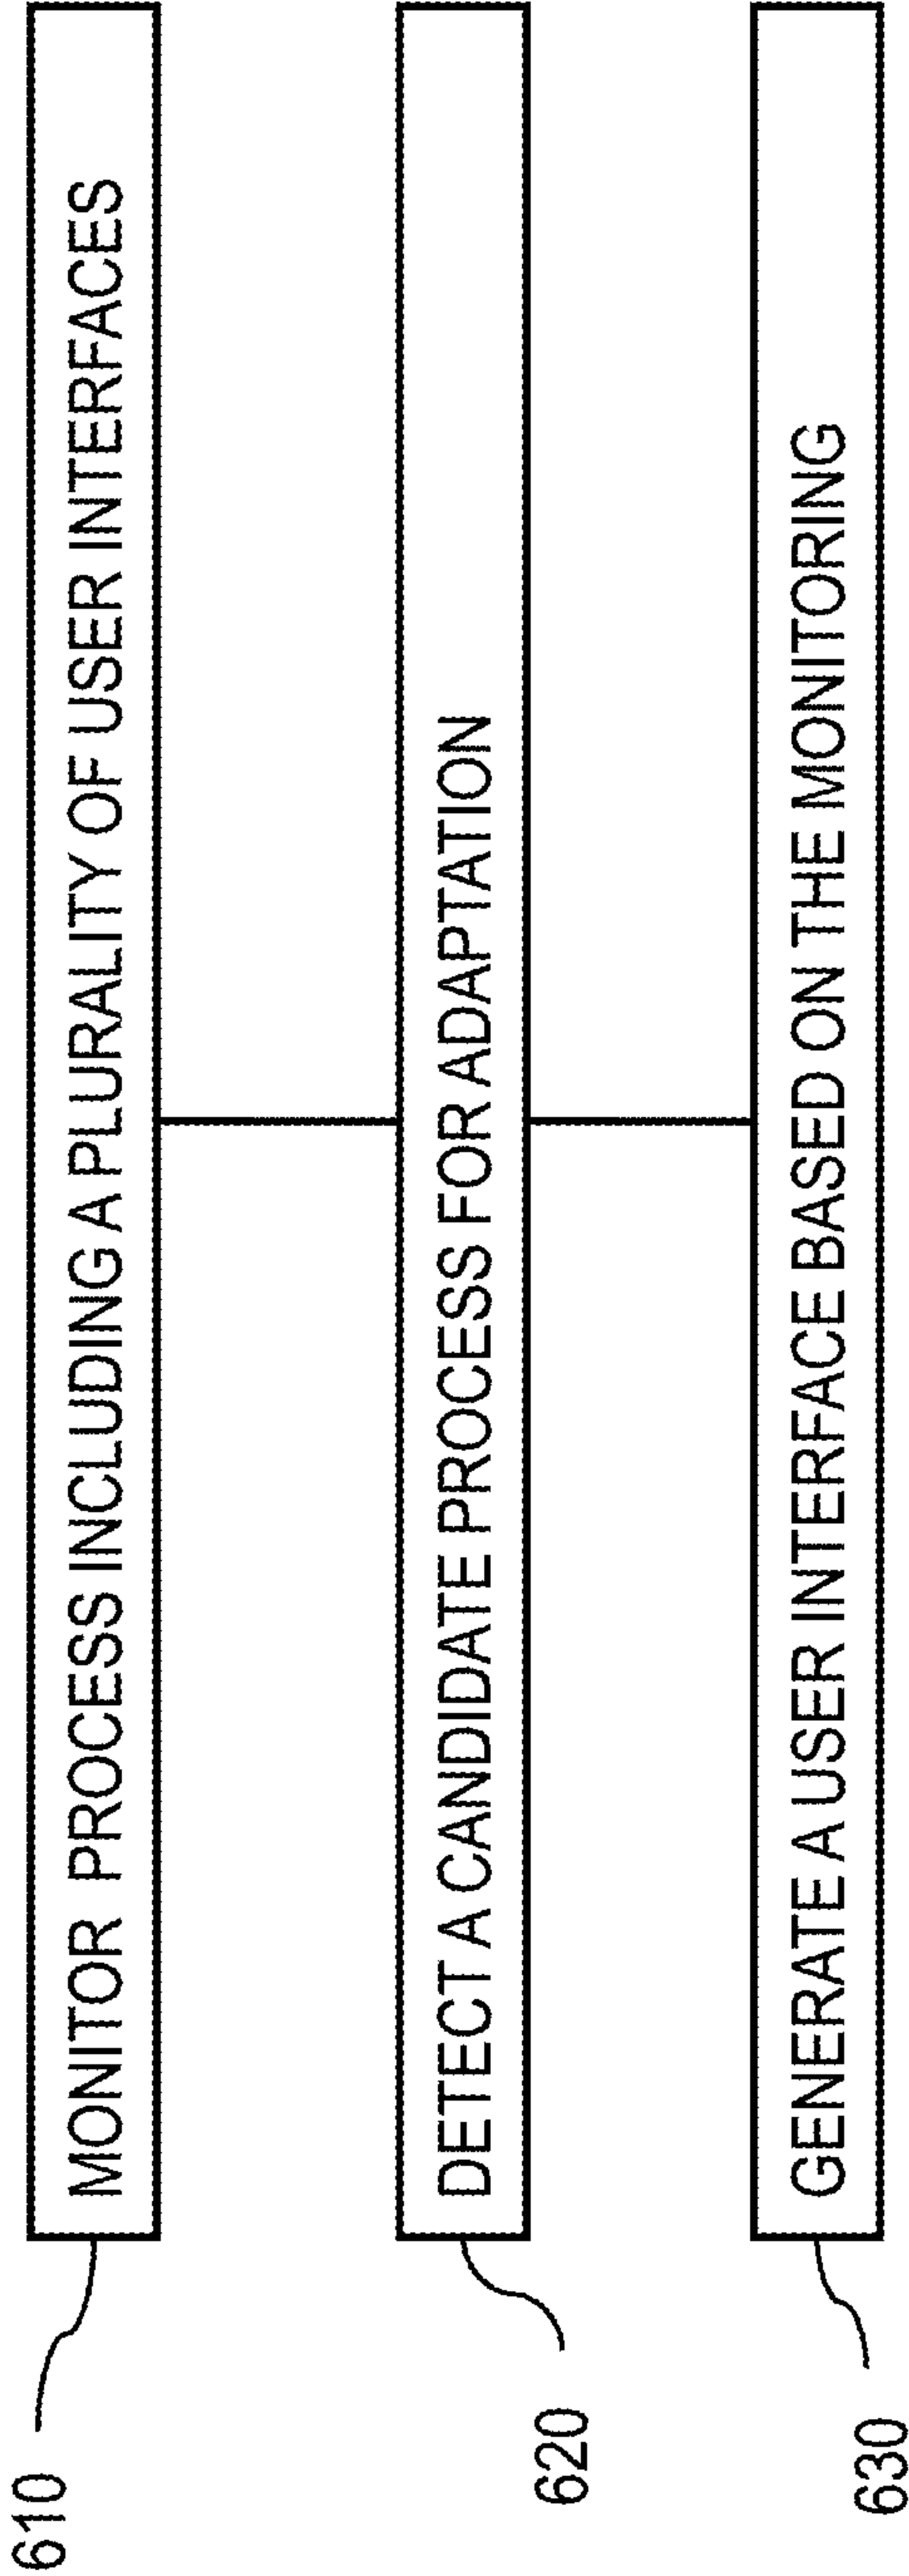 610
MONITOR PROCESS INCLUDING A PLURALITY OF USER INTERFACES
620
DETECT A CANDIDATE PROCESS FOR ADAPTATION
630
GENERATE A USER INTERFACE BASED ON THE MONITORING